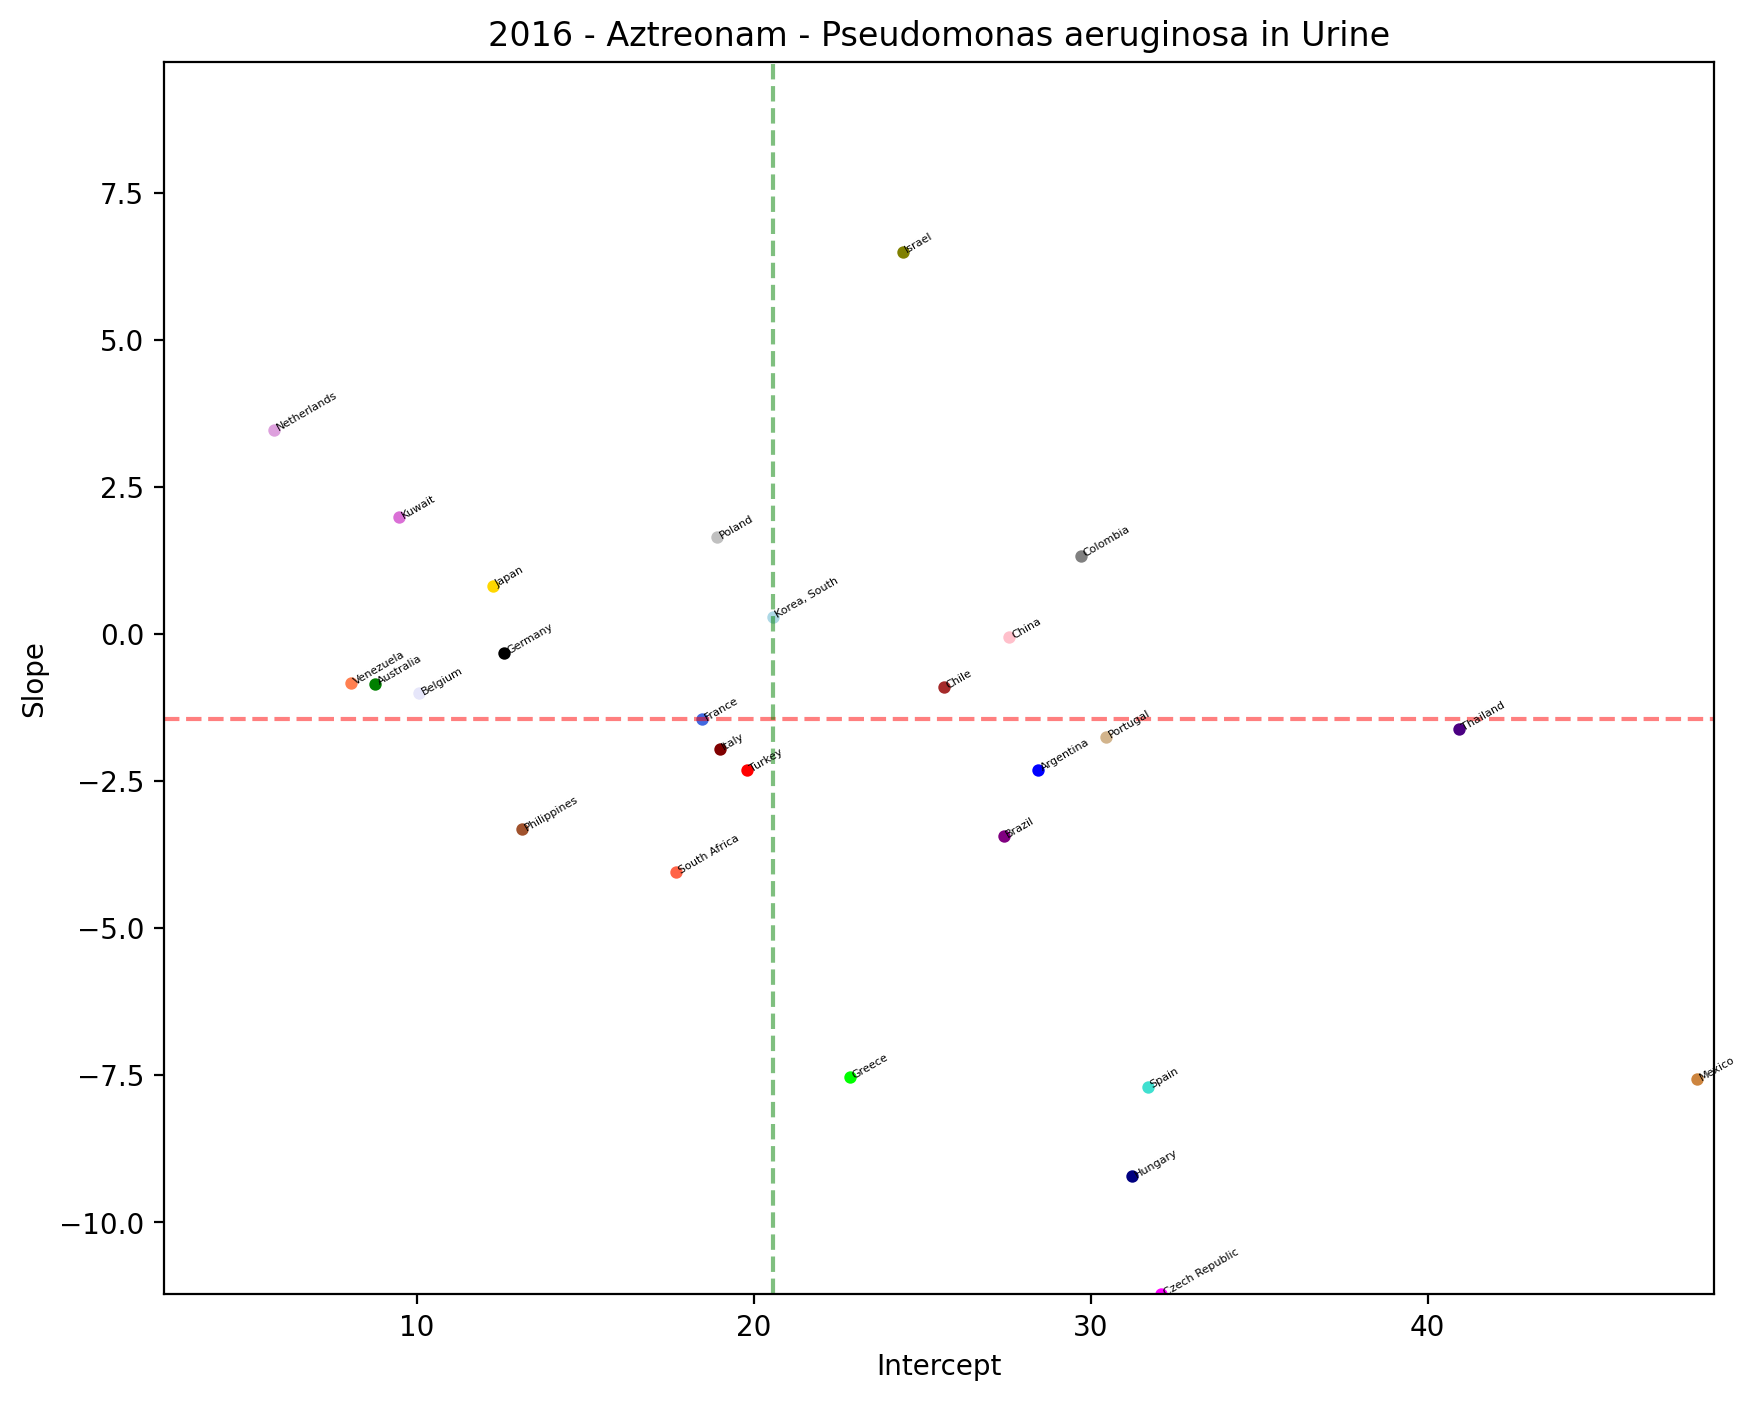 2016 - Aztreonam - Pseudomonas aeruginosa in Urine
7.5
5.0
2.5
0.0
−2.5
−5.0
−7.5
−10.0
Slope
Israel
Netherlands
Kuwait
Poland
Colombia
Japan
Korea, South
China
Germany
Venezuela
Australia
Belgium
Chile
France
Thailand
Portugal
Italy
Turkey
Argentina
Philippines
Brazil
South Africa
Greece
Spain
Mexico
Hungary
Czech Republic
10
20
30
40
Intercept